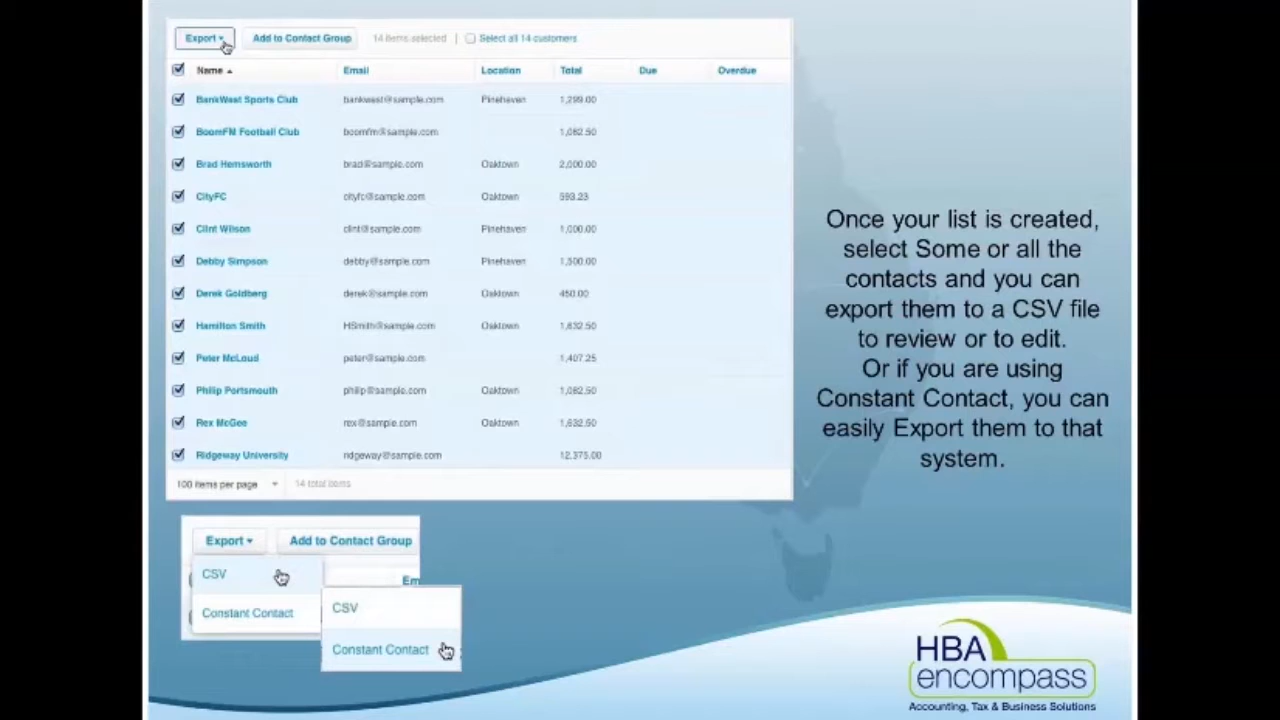 Export Add to Contact Group 14 items selected | Select all 14 customers
Name Email Location Total Due Overdue
BankWest Sports Club bankwest@sample.com Pinehaven 1,299.00
BoomFM Football Club boomfm@sample.com 1,082.50
Brad Hemsworth brad@sample.com Oaktown 2,000.00
CityFC cityfc@sample.com Oaktown 593.23
Clint Wilson clint@sample.com Pinehaven 1,000.00
Debby Simpson debby@sample.com Pinehaven 1,500.00
Derek Goldberg derek@sample.com Oaktown 450.00
Hamilton Smith HSmith@sample.com Oaktown 1,632.50
Peter McLoud peter@sample.com 1,407.25
Philip Portsmouth philip@sample.com Oaktown 1,082.50
Rex McGee rex@sample.com Oaktown 1,632.50
Ridgeway University ridgeway@sample.com 12,375.00
100 items per page 14 total items
Once your list is created,
select Some or all the
contacts and you can
export them to a CSV file
to review or to edit.
Or if you are using
Constant Contact, you can
easily Export them to that
system.
Export Add to Contact Group
CSV
Em
Constant Contact
CSV
Constant Contact
HBA
encompass
Accounting, Tax & Business Solutions